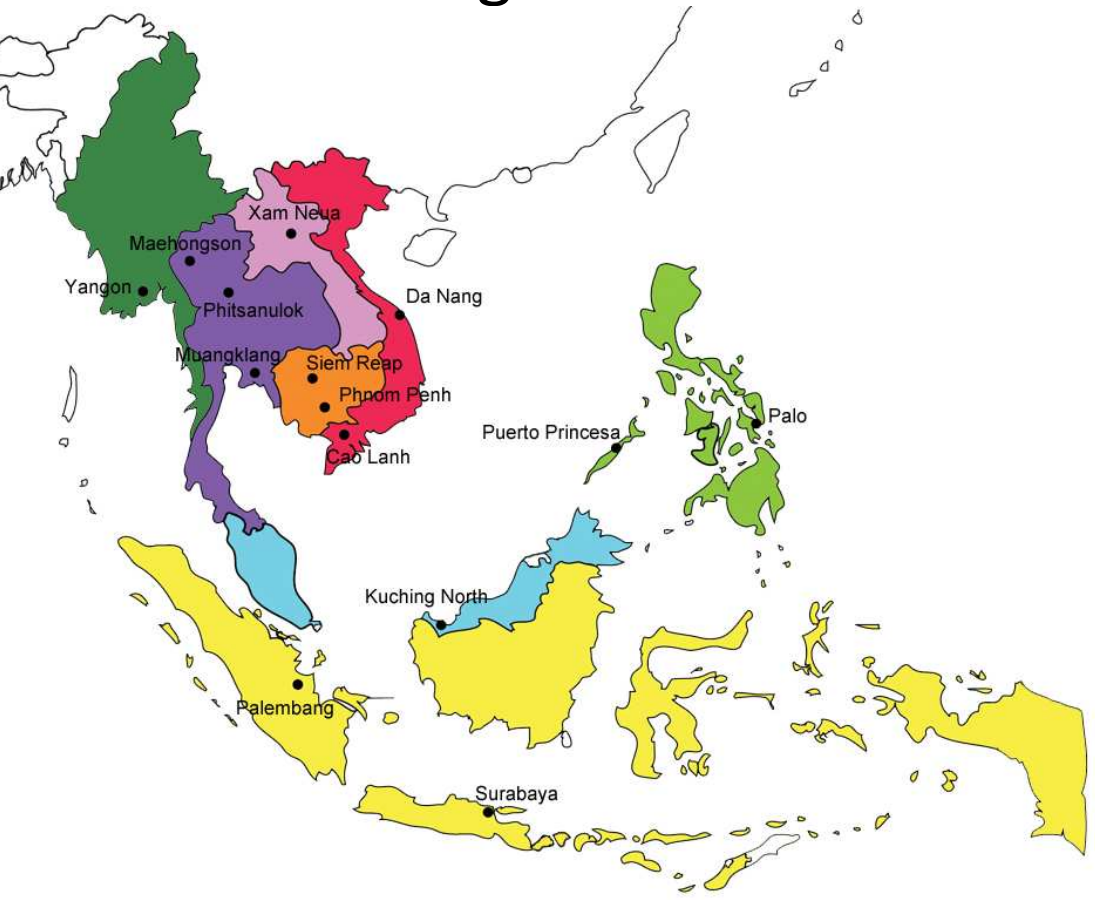 Xam Neua
Maehongson
Yangon
Da Nang
Phitsanulok
Muangklang
Siem Reap
Phnom Penh
Palo
Puerto Princesa
Cao Lanh
Kuching North
Palembang
Surabaya